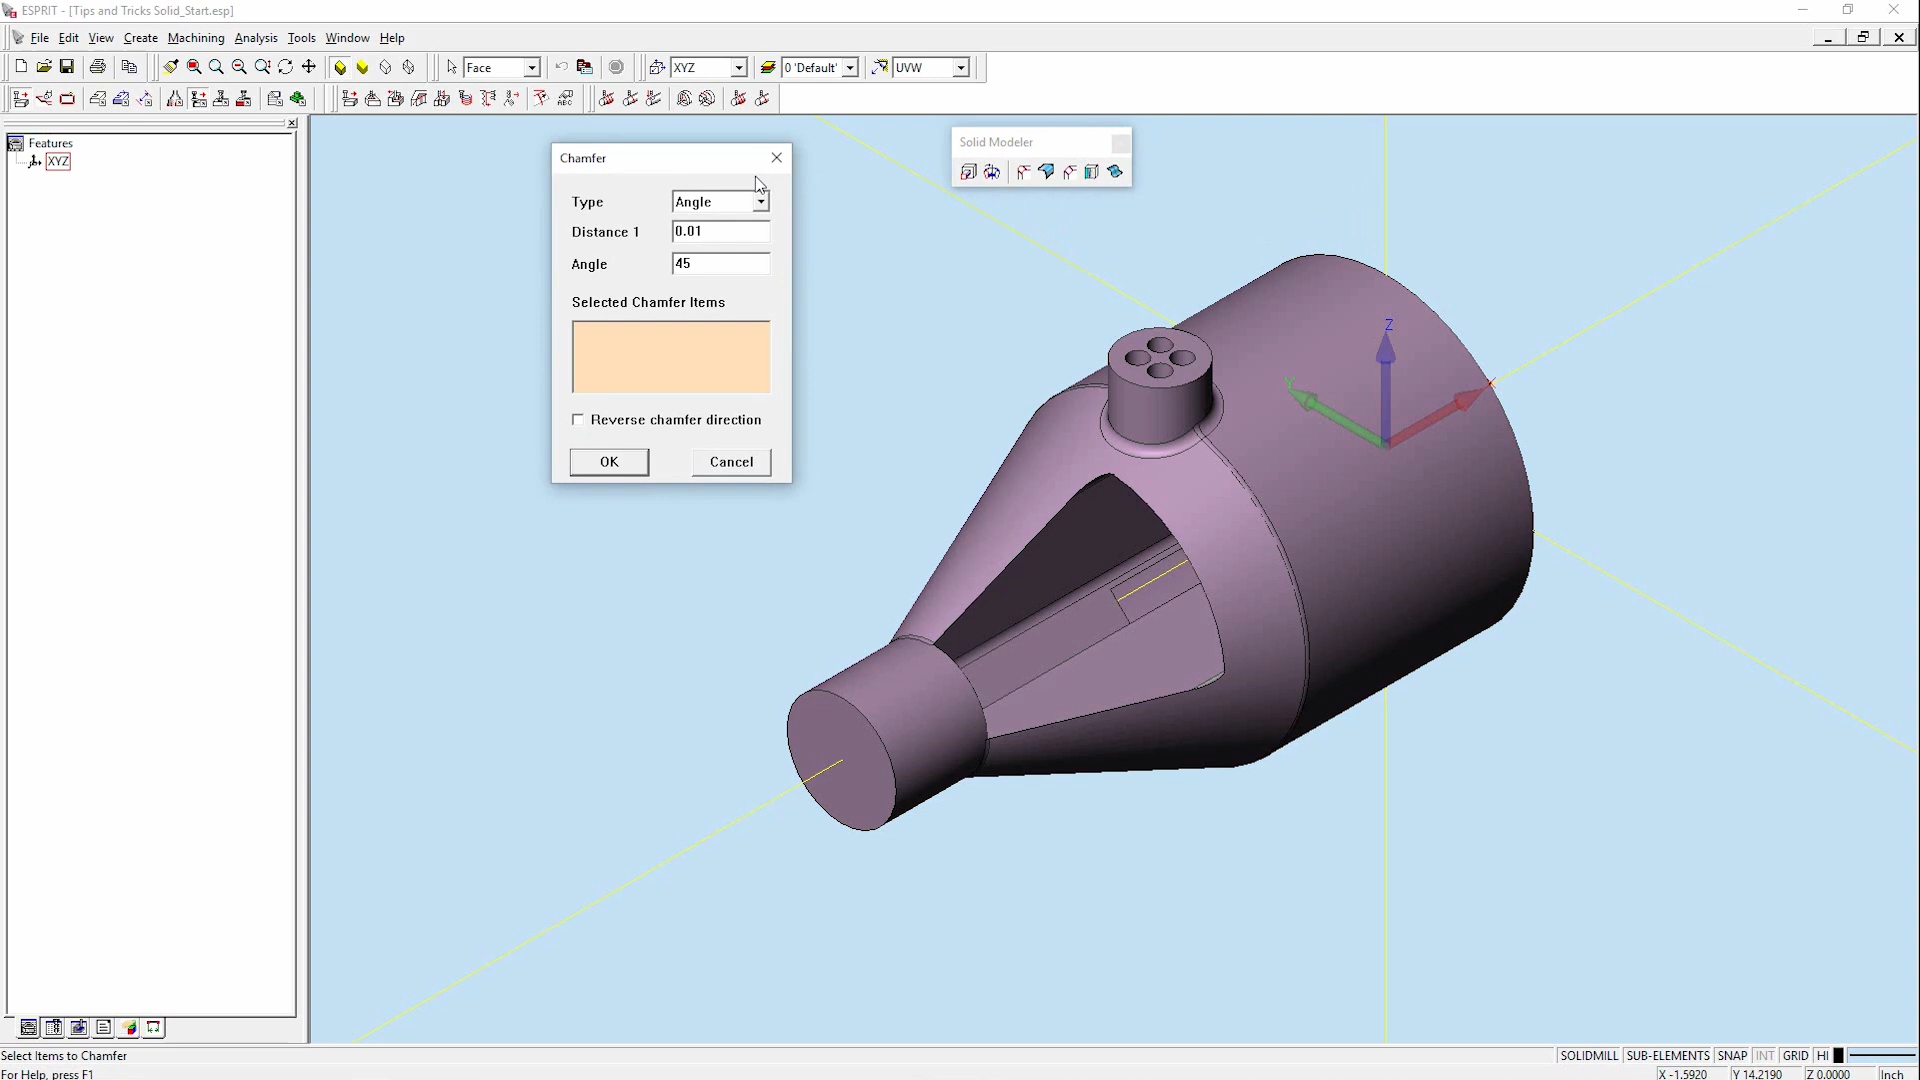 ESPRIT - [Tips and Tricks Solid_Start.esp]
File Edit View Create Machining Analysis Tools Window Help
Face XYZ 0 'Default' UVW
ABC
Features
XYZ
Chamfer
Type Angle
Distance 1 0.01
Angle 45
Selected Chamfer Items
Reverse chamfer direction
OK Cancel
Solid Modeler
Z
Y
X
Select Items to Chamfer
SOLIDMILL SUB-ELEMENTS SNAP INT GRID HI
For Help, press F1
X -1.5920 Y 14.2190 Z 0.0000 Inch